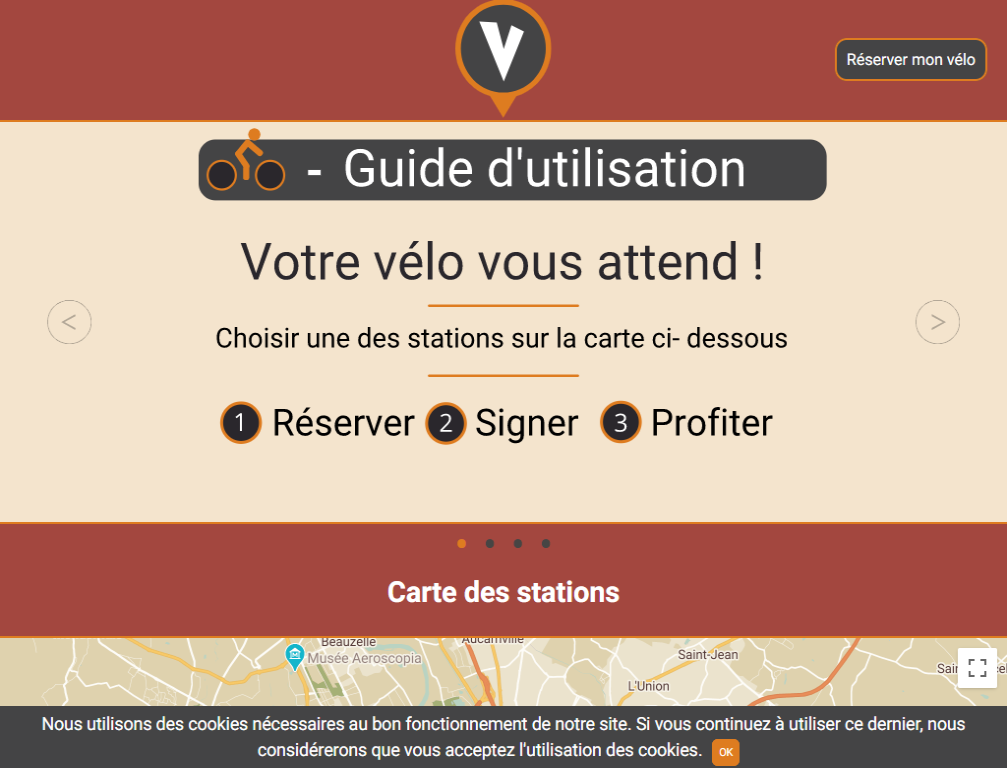 V
Réserver mon vélo
- Guide d'utilisation
Votre vélo vous attend !
< >
Choisir une des stations sur la carte ci- dessous
1 Réserver 2 Signer 3 Profiter
Carte des stations
Beauzelle
Aucamville
Musée Aeroscopia
Saint-Jean
L'Union
Nous utilisons des cookies nécessaires au bon fonctionnement de notre site. Si vous continuez à utiliser ce dernier, nous
considérerons que vous acceptez l'utilisation des cookies. OK